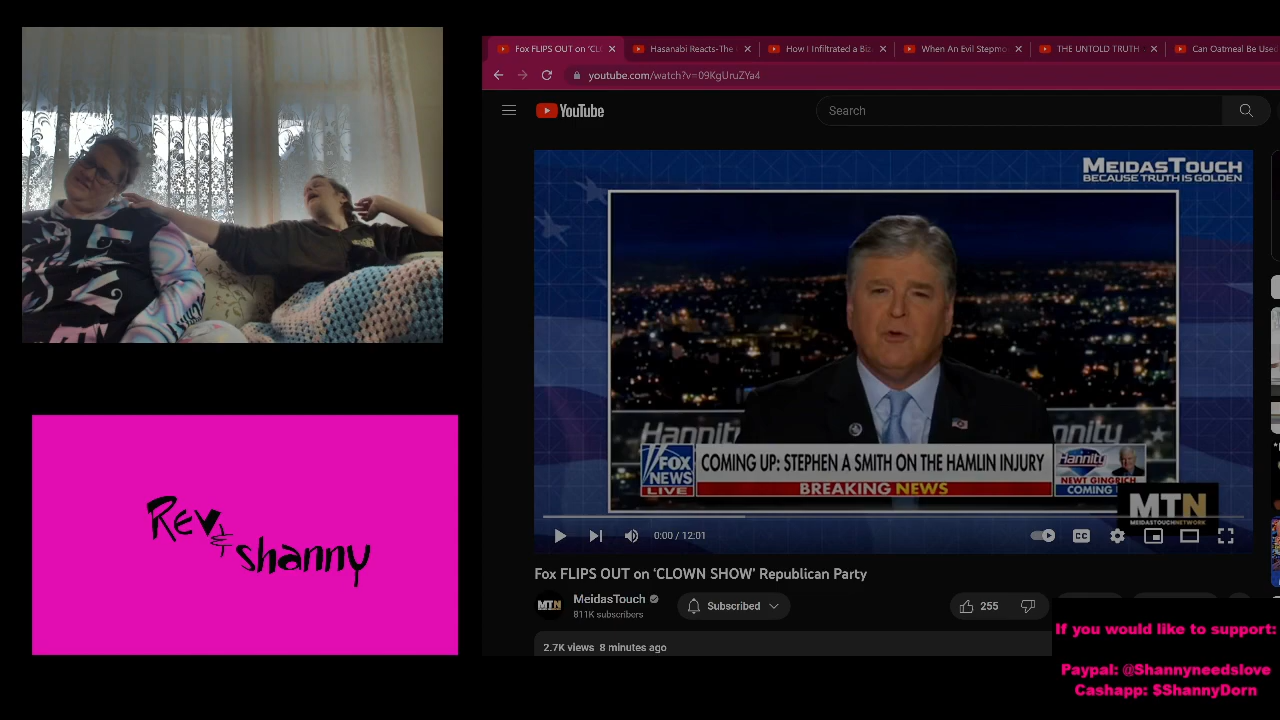 Fox FLIPS OUT on 'CL
Hasanabi Reacts-The
How I Infiltrated a Biz
When An Evil Stepmo
THE UNTOLD TRUTH
Can Oatmeal Be Used
youtube.com/watch?v=09KgUruZYa4
YouTube
Search
MEIDASTOUCH
BECAUSE TRUTH IS GOLDEN
Hannity
nnity
FOX
NEWS
LIVE
COMING UP: STEPHEN A SMITH ON THE HAMLIN INJURY
BREAKING NEWS
Hannity
NEWT GINGRICH
COMING
MTN
MEIDASTOUCHNETWORK
0:00 / 12:01
CC
Fox FLIPS OUT on ‘CLOWN SHOW’ Republican Party
MTN
MeidasTouch
811K subscribers
Subscribed
255
2.7K views 8 minutes ago
Rev
&
shanny
If you would like to support:
Paypal: @Shannyneedslove
Cashapp: $ShannyDorn